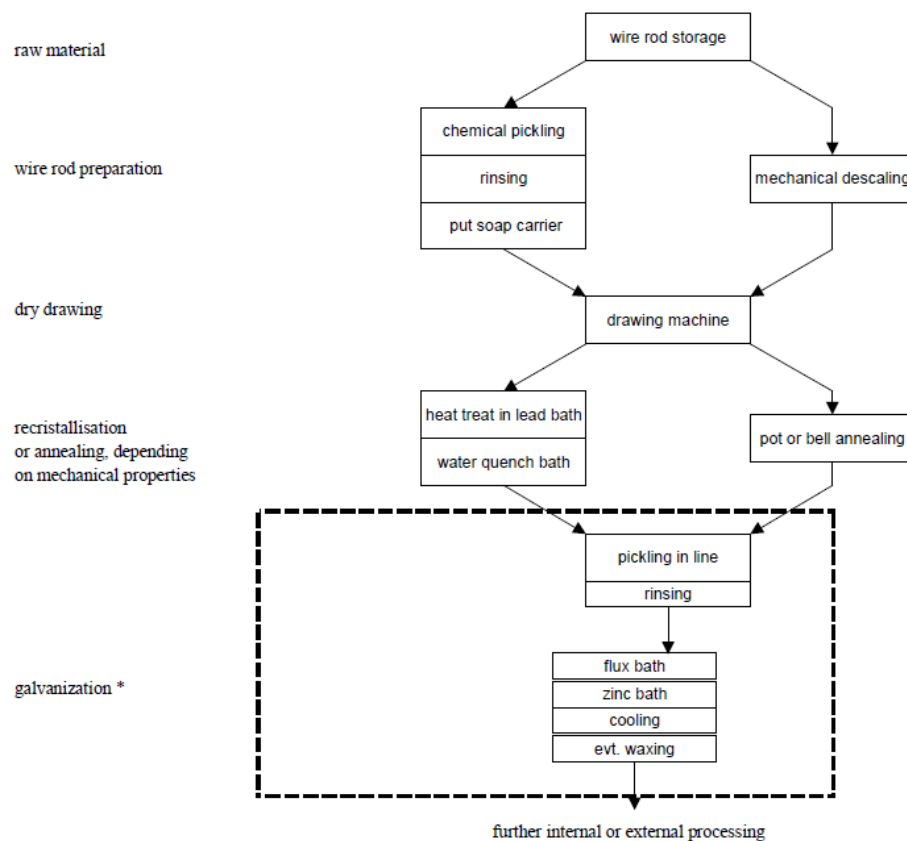 wire rod storage
raw material
chemical pickling
wire rod preparation
rinsing
mechanical descaling
put soap carrier
dry drawing
drawing machine
heat treat in lead bath
recristallisation
or annealing, depending
on mechanical properties
pot or bell annealing
water quench bath
pickling in line
rinsing
flux bath
galvanization *
zinc bath
cooling
evt. waxing
further internal or external processing